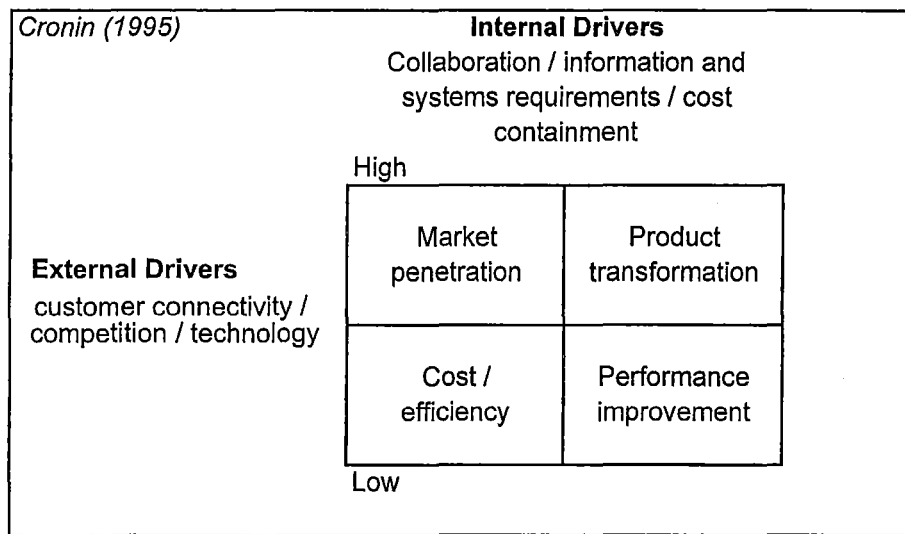 Cronin (1995)
Internal Drivers
Collaboration / information and
systems requirements / cost
containment
High
Market
penetration
Product
transformation
External Drivers
customer connectivity /
competition / technology
Cost /
efficiency
Performance
improvement
Low